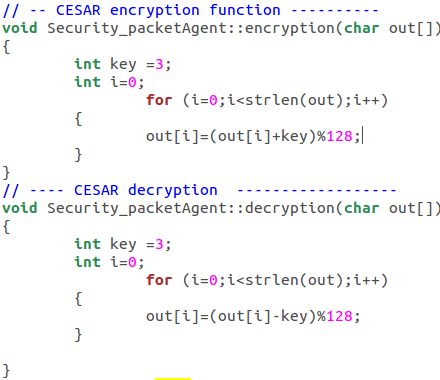 // -- CESAR encryption function ----------
void Security_packetAgent::encryption(char out[])
{
        int key =3;
        int i=0;
                for (i=0;i<strlen(out);i++)
        {
                out[i]=(out[i]+key)%128;
        }
}
// ---- CESAR decryption  ------------------
void Security_packetAgent::decryption(char out[])
{
        int key =3;
        int i=0;
                for (i=0;i<strlen(out);i++)
        {
                out[i]=(out[i]-key)%128;
        }
}